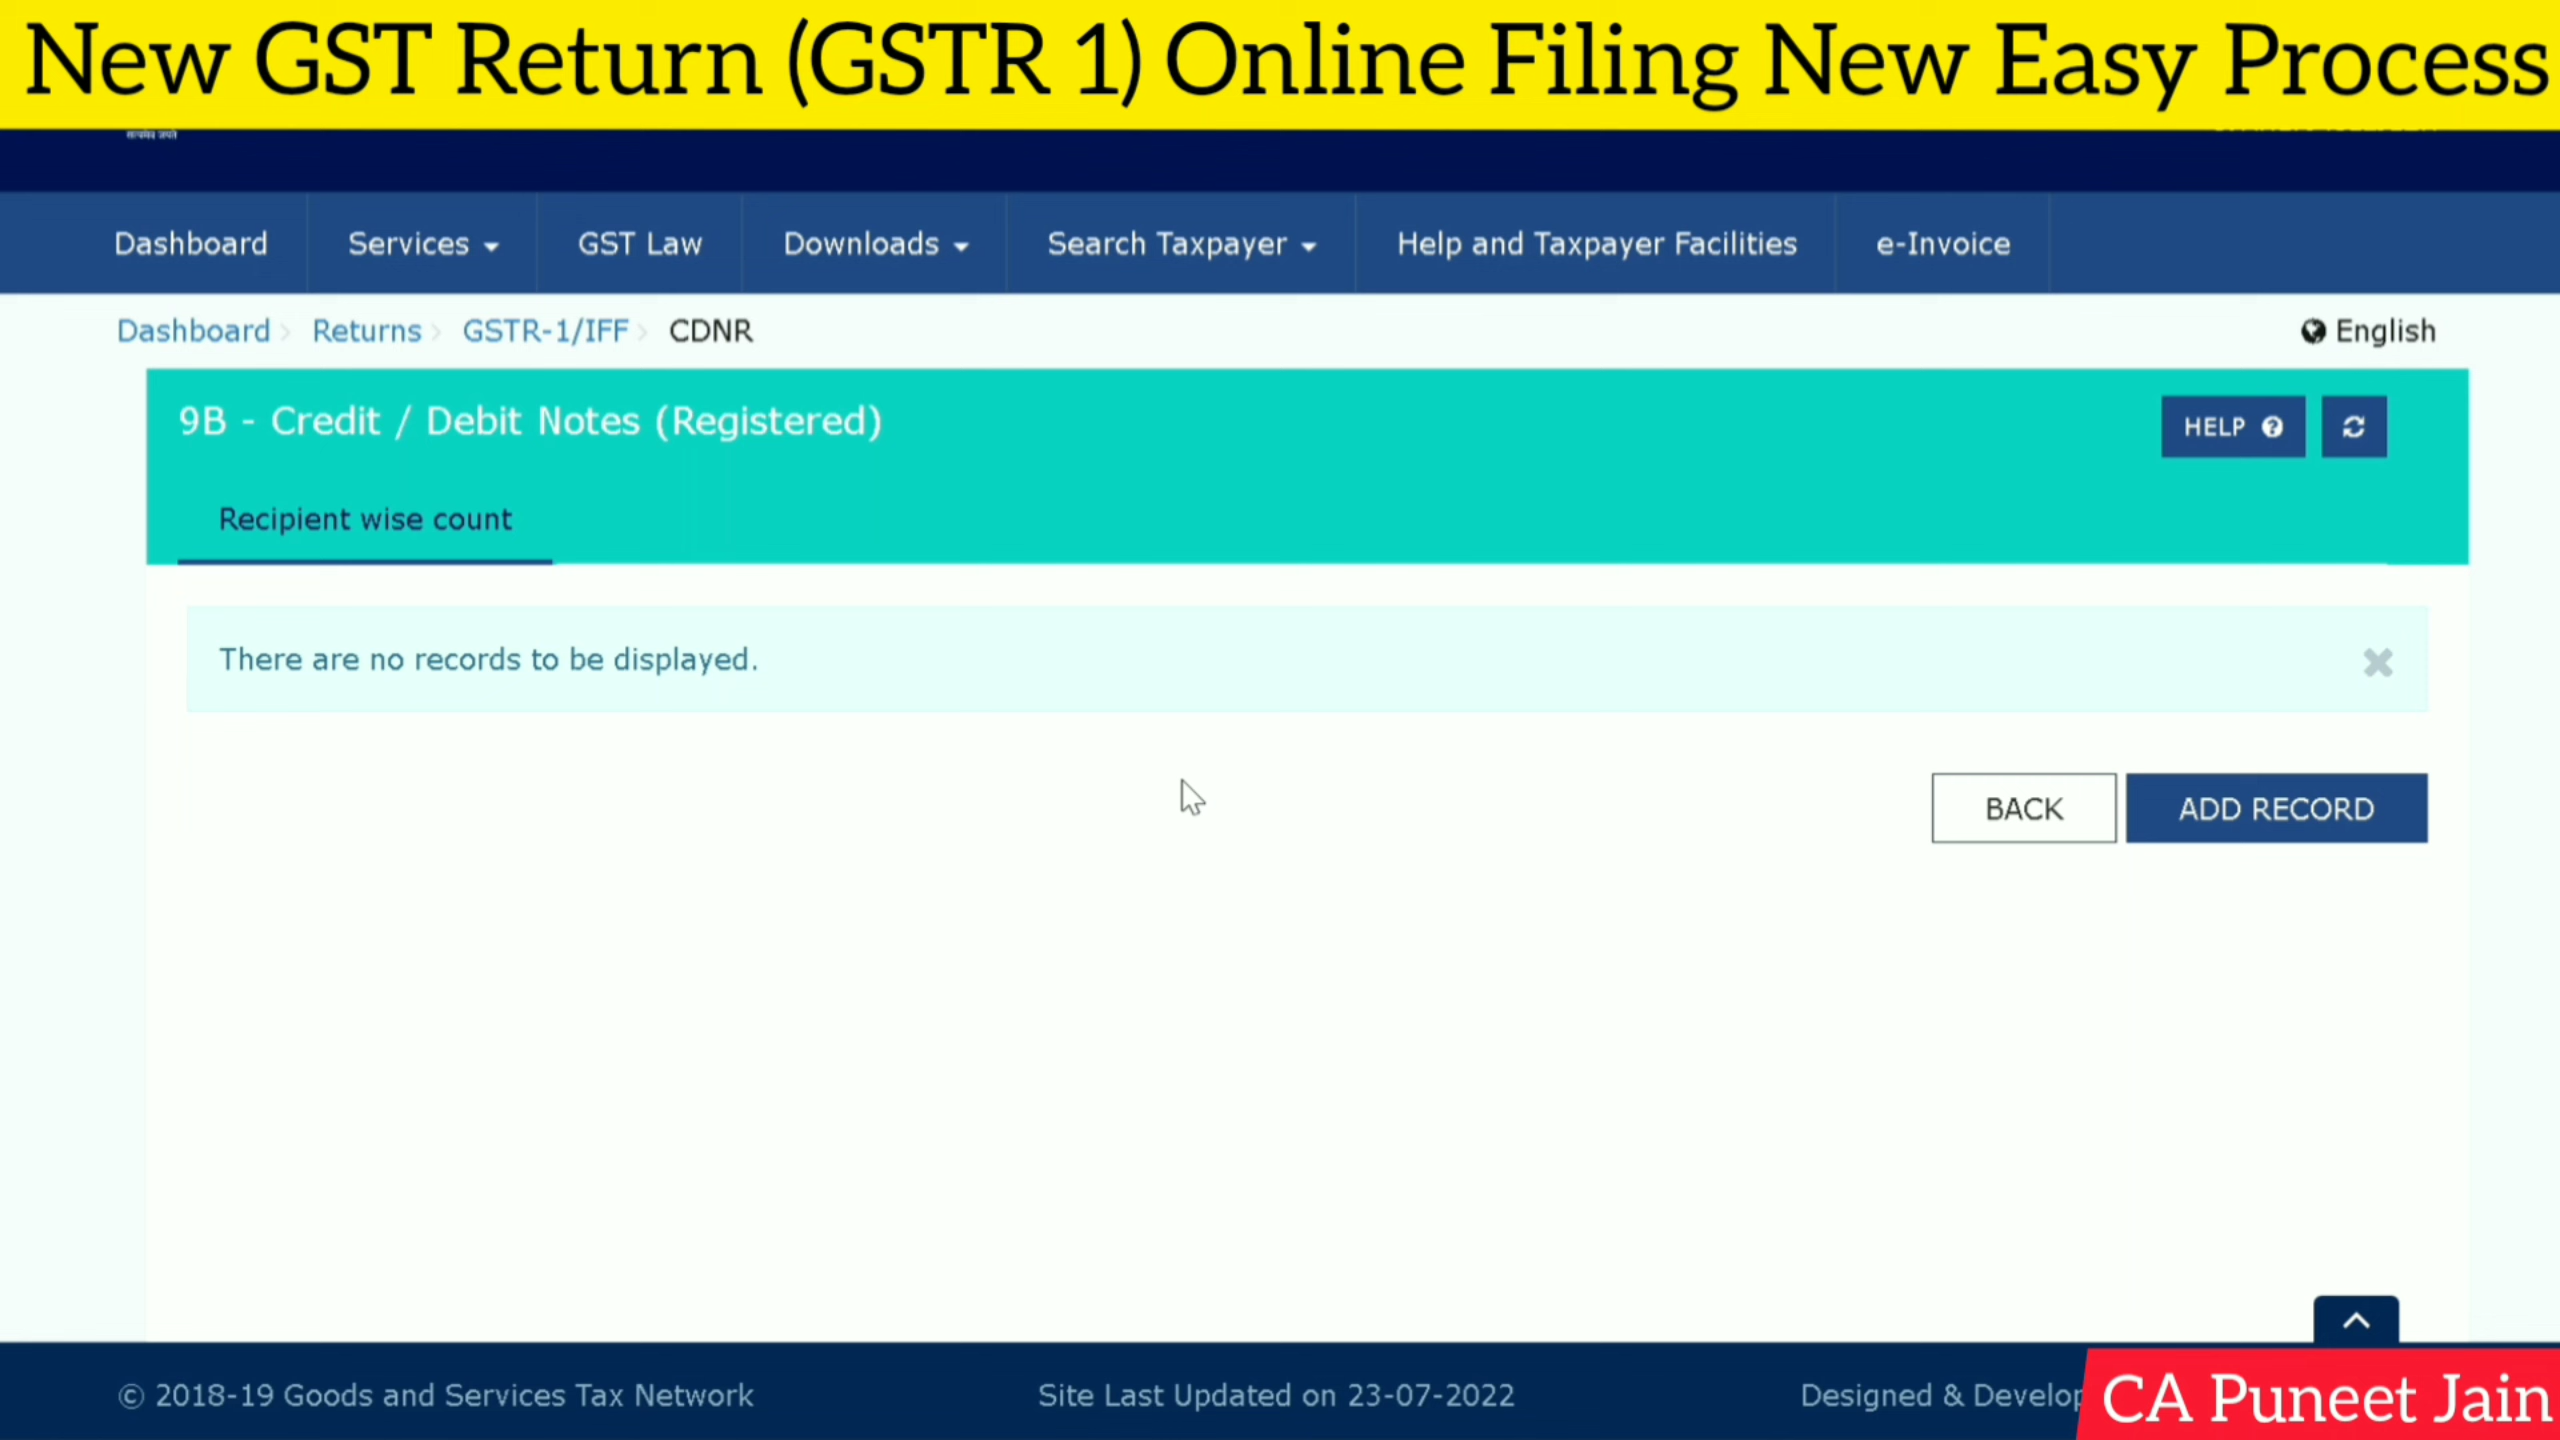 New GST Return (GSTR 1) Online Filing New Easy Process
सत्यमेव जयते
Dashboard Services GST Law Downloads Search Taxpayer Help and Taxpayer Facilities e-Invoice
Dashboard Returns GSTR-1/IFF CDNR English
9B - Credit / Debit Notes (Registered) HELP
Recipient wise count
There are no records to be displayed.
BACK ADD RECORD
© 2018-19 Goods and Services Tax Network Site Last Updated on 23-07-2022 Designed & Develop
CA Puneet Jain